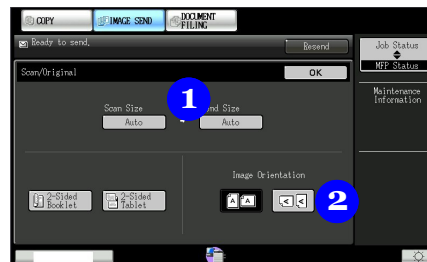 COPY
IMAGE SEND
DOCUMENT
FILING
Ready to send.
Resend
Job Status
MFP Status
Scan/Original
OK
Maintenance
Information
1
Scan Size
nd Size
Auto
Auto
Image Orientation
2-Sided
Booklet
2-Sided
Tablet
A A
2